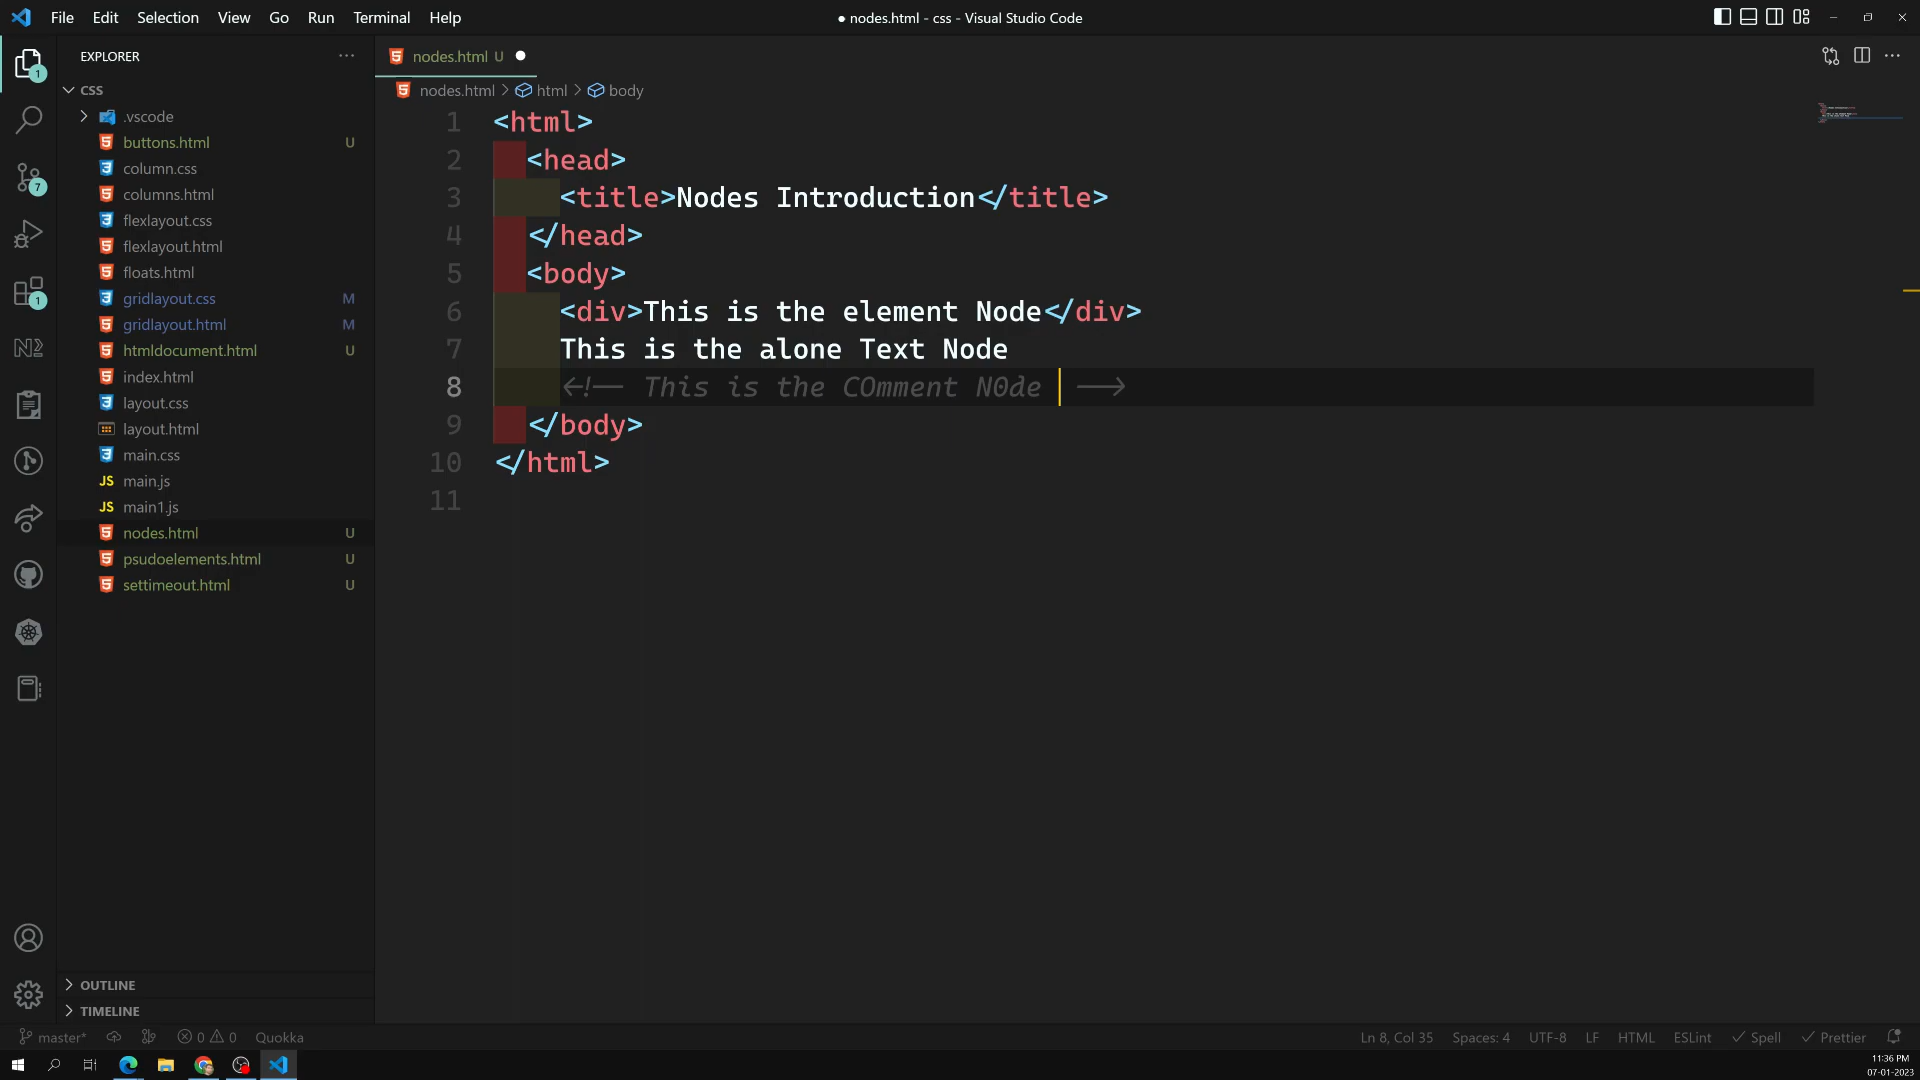 File Edit Selection View Go Run Terminal Help
● nodes.html - css - Visual Studio Code
EXPLORER
CSS
.vscode
buttons.html U
column.css
columns.html
flexlayout.css
flexlayout.html
floats.html
gridlayout.css M
gridlayout.html M
htmldocument.html U
index.html
layout.css
layout.html
main.css
JS main.js
JS main1.js
nodes.html U
psudoelements.html U
settimeout.html U
OUTLINE
TIMELINE
1
7
1
nodes.html U
nodes.html > html > body
1 <html>
2 <head>
3 <title>Nodes Introduction</title>
4 </head>
5 <body>
6 <div>This is the element Node</div>
7 This is the alone Text Node
8 <!-- This is the COmment N0de -->
9 </body>
10 </html>
11
master* 0 0 Quokka
Ln 8, Col 35 Spaces: 4 UTF-8 LF HTML ESLint Spell Prettier
11:36 PM
07-01-2023